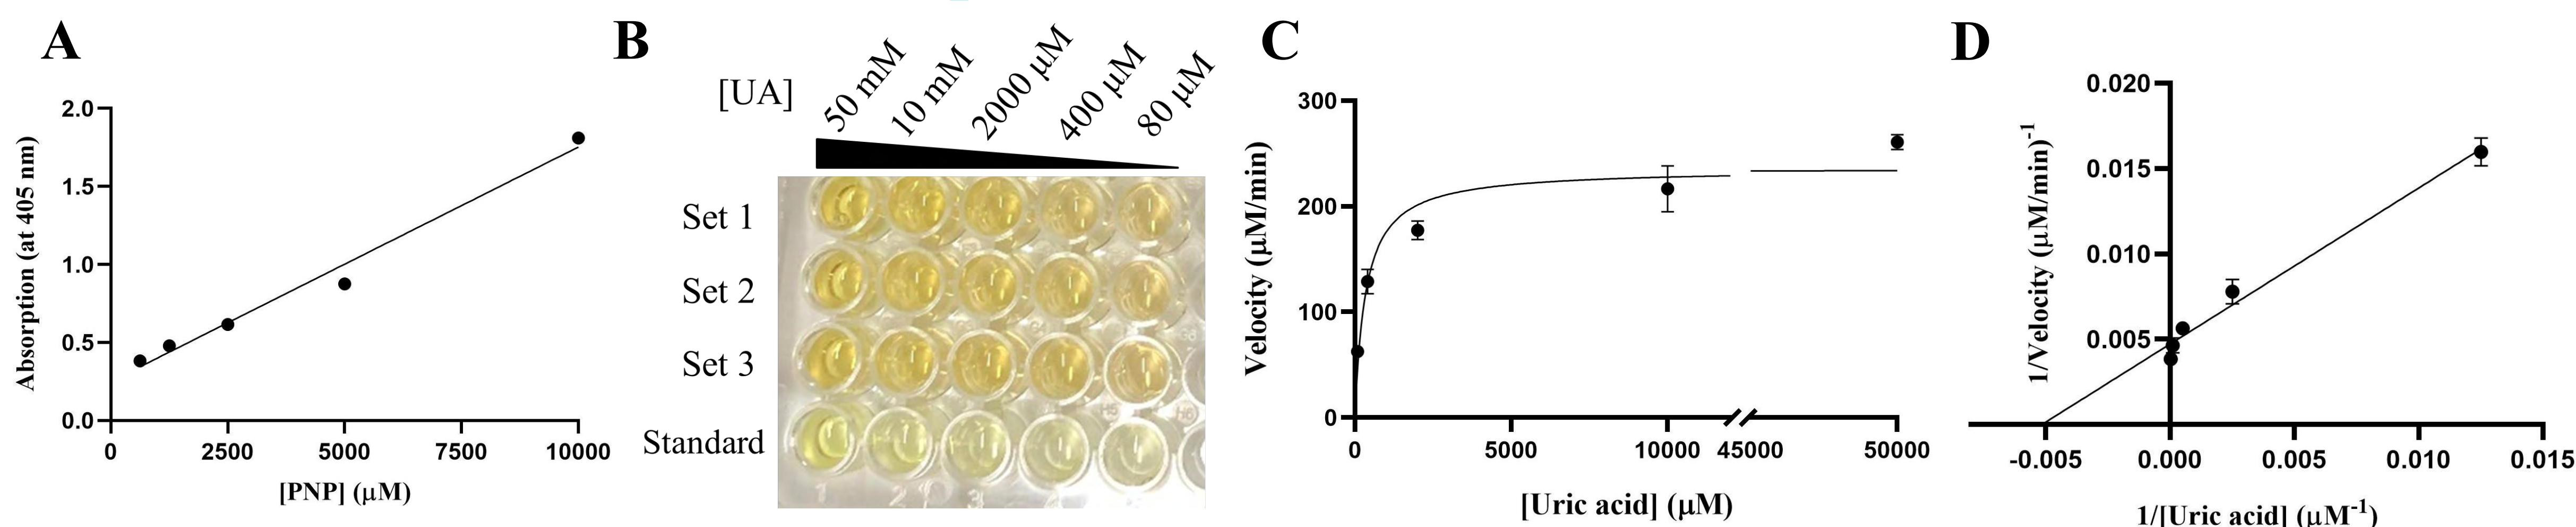 A
2.0
1.5
1.0
0.5
0.0
Absorption (at 405 nm)
0 2500 5000 7500 10000
[PNP] (μM)
B
[UA]
50 mM
10 mM
2000 μM
400 μM
80 μM
Set 1
Set 2
Set 3
Standard
1 2 3
C
300
200
100
0
Velocity (μM/min)
0 5000 10000 45000 50000
[Uric acid] (μM)
D
0.020
0.015
0.010
0.005
1/Velocity (μM/min)⁻¹
-0.005 0.000 0.005 0.010 0.015
1/[Uric acid] (μM⁻¹)